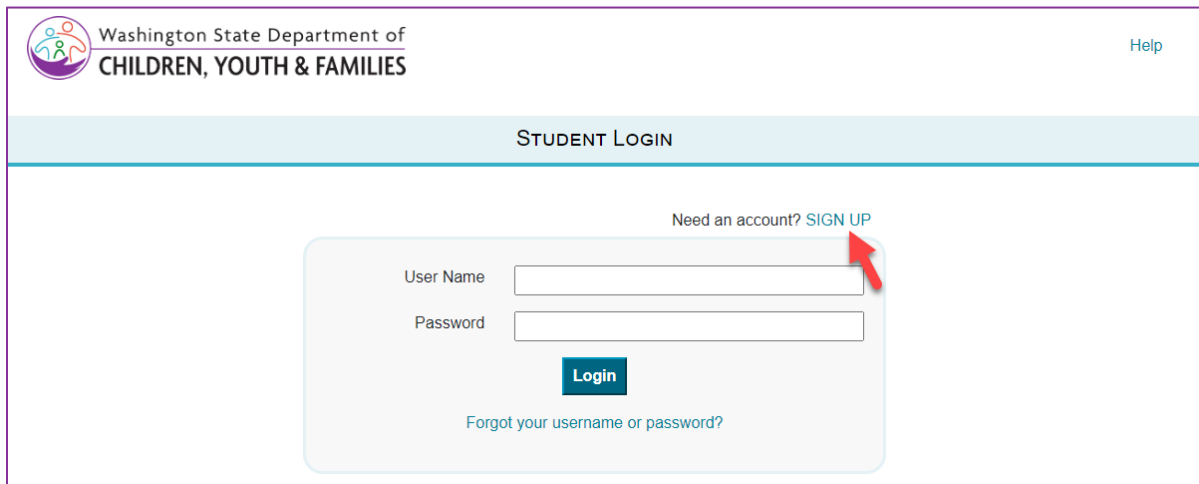 Washington State Department of
CHILDREN, YOUTH & FAMILIES
Help
STUDENT LOGIN
Need an account? SIGN UP
User Name
Password
Login
Forgot your username or password?